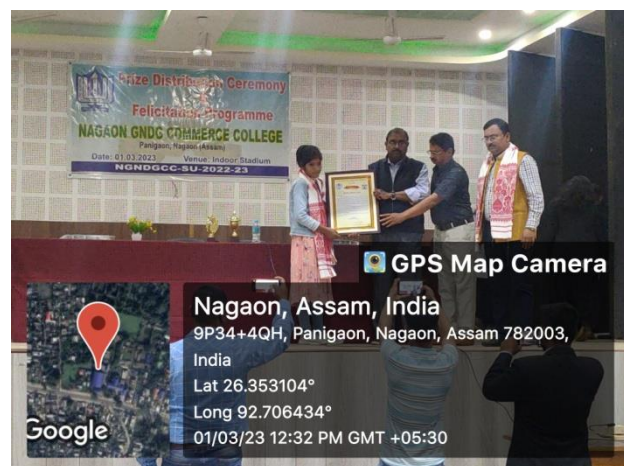 Prize Distribution Ceremony
&
Felicitation Programme
NAGAON GNDG COMMERCE COLLEGE
Panigaon, Nagaon (Assam)
Date: 01.03.2023 Venue: Indoor Stadium
NGNDGCC-SU-2022-23
GPS Map Camera
Nagaon, Assam, India
9P34+4QH, Panigaon, Nagaon, Assam 782003,
India
Lat 26.353104°
Long 92.706434°
01/03/23 12:32 PM GMT +05:30
Google